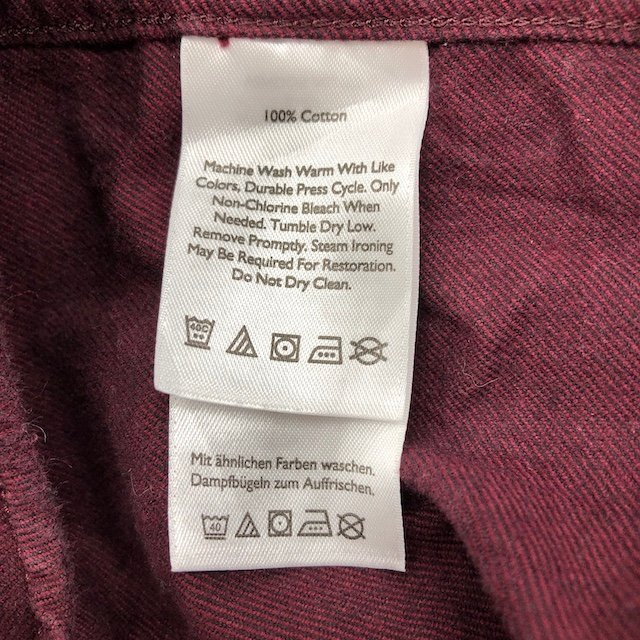 100% Cotton
Machine Wash Warm With Like
Colors, Durable Press Cycle. Only
Non-Chlorine Bleach When
Needed. Tumble Dry Low.
Remove Promptly. Steam Ironing
May Be Required For Restoration.
Do Not Dry Clean.
40C
Mit ähnlichen Farben waschen.
Dampfbügeln zum Auffrischen.
40